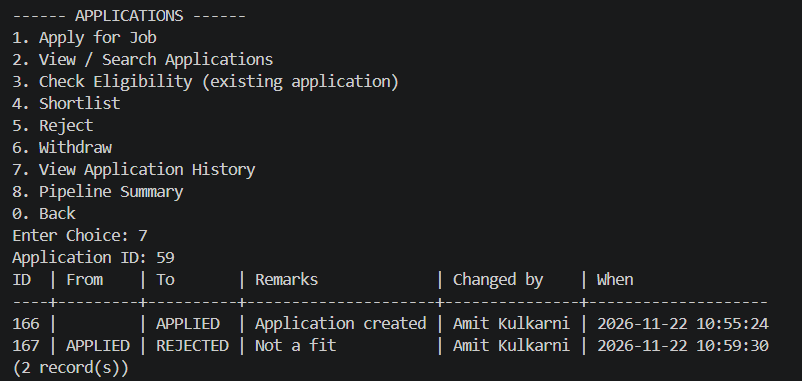 ------ APPLICATIONS ------
1. Apply for Job
2. View / Search Applications
3. Check Eligibility (existing application)
4. Shortlist
5. Reject
6. Withdraw
7. View Application History
8. Pipeline Summary
0. Back
Enter Choice: 7
Application ID: 59
ID  | From    | To       | Remarks             | Changed by    | When
----+---------+----------+---------------------+---------------+--------------------
166 |         | APPLIED  | Application created | Amit Kulkarni | 2026-11-22 10:55:24
167 | APPLIED | REJECTED | Not a fit           | Amit Kulkarni | 2026-11-22 10:59:30
(2 record(s))